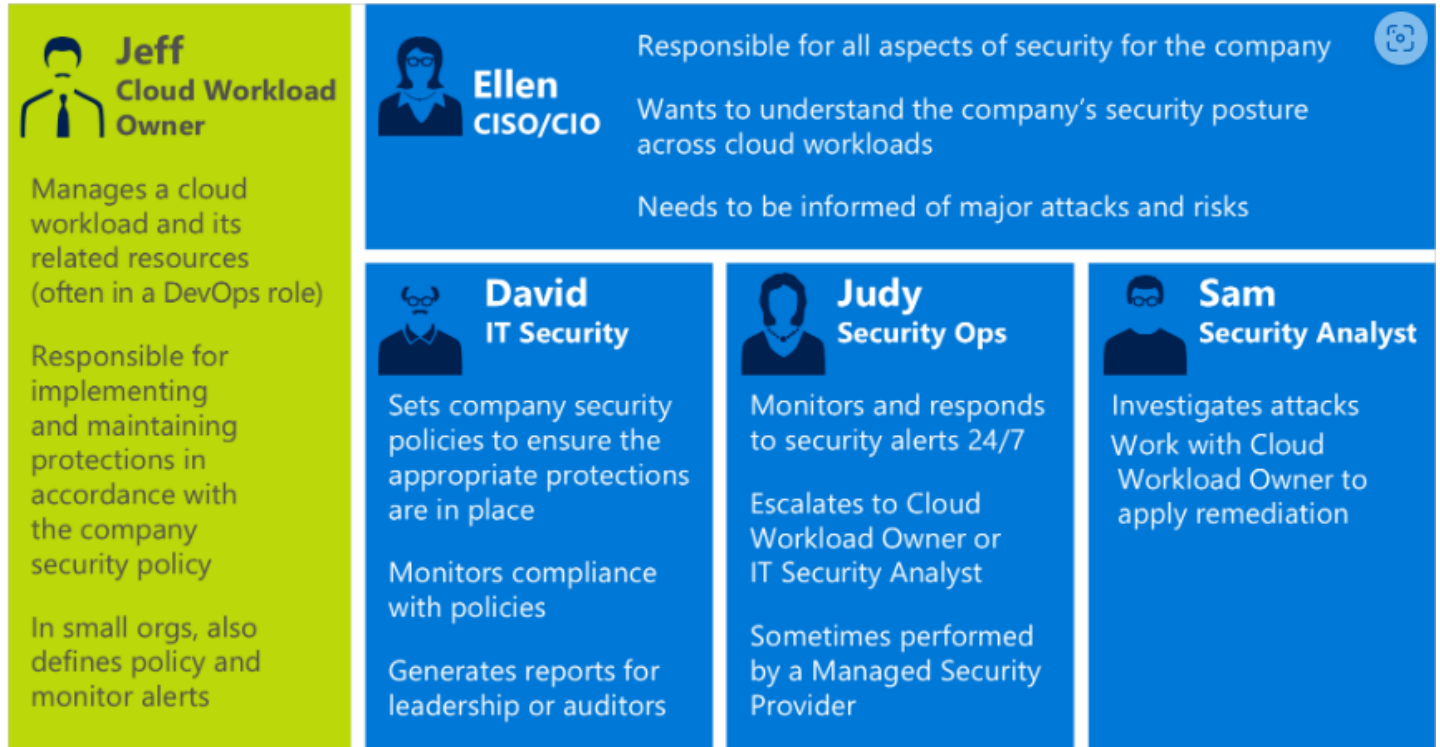 Jeff
Cloud Workload
Owner
Manages a cloud
workload and its
related resources
(often in a DevOps role)
Responsible for
implementing
and maintaining
protections in
accordance with
the company
security policy
In small orgs, also
defines policy and
monitor alerts
Ellen
CISO/CIO
Responsible for all aspects of security for the company
Wants to understand the company's security posture
across cloud workloads
Needs to be informed of major attacks and risks
David
IT Security
Sets company security
policies to ensure the
appropriate protections
are in place
Monitors compliance
with policies
Generates reports for
leadership or auditors
Judy
Security Ops
Monitors and responds
to security alerts 24/7
Escalates to Cloud
Workload Owner or
IT Security Analyst
Sometimes performed
by a Managed Security
Provider
Sam
Security Analyst
Investigates attacks
Work with Cloud
Workload Owner to
apply remediation